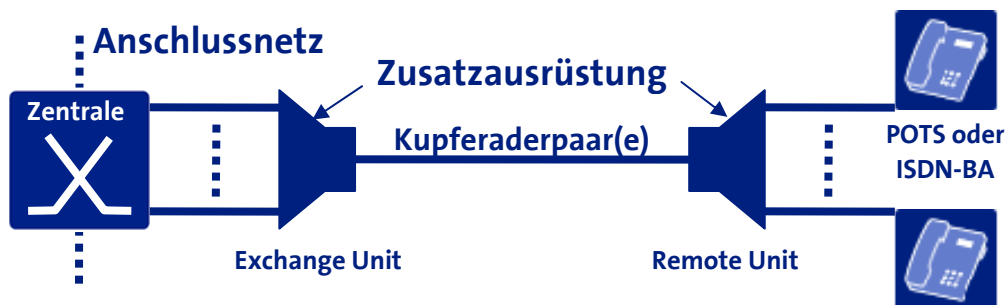 Anschlussnetz
Zusatzausrüstung
Zentrale
Kupferaderpaar(e)
POTS oder
ISDN-BA
Exchange Unit
Remote Unit